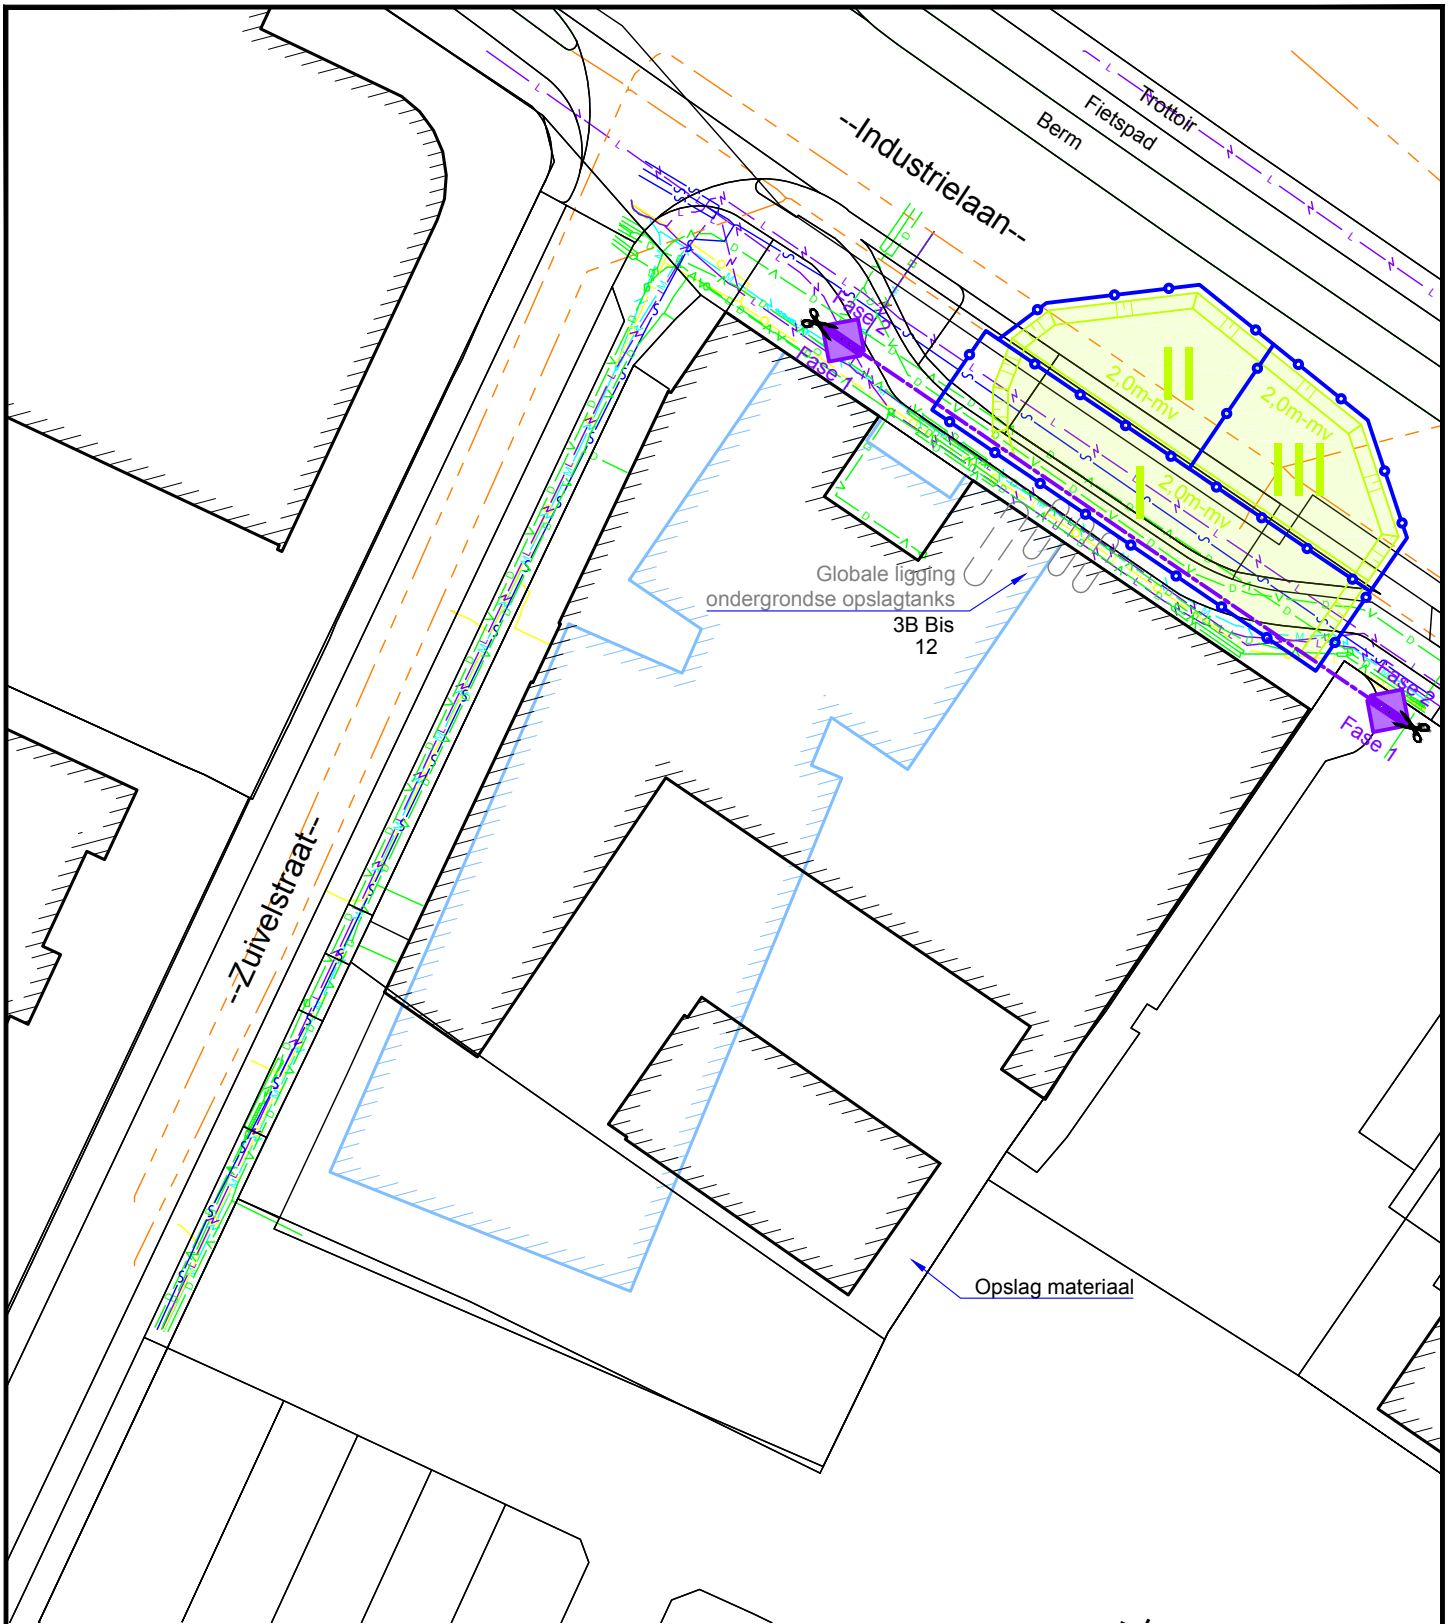 Trottoir
Fietspad
Berm
--Industrielaan--
Fase 2
Fase 1
II
2,0m-mv
2,0m-mv
III
I
2,0m-mv
Globale ligging
ondergrondse opslagtanks
3B Bis
12
Fase 2
Fase 1
--Zuivelstraat--
Opslag materiaal